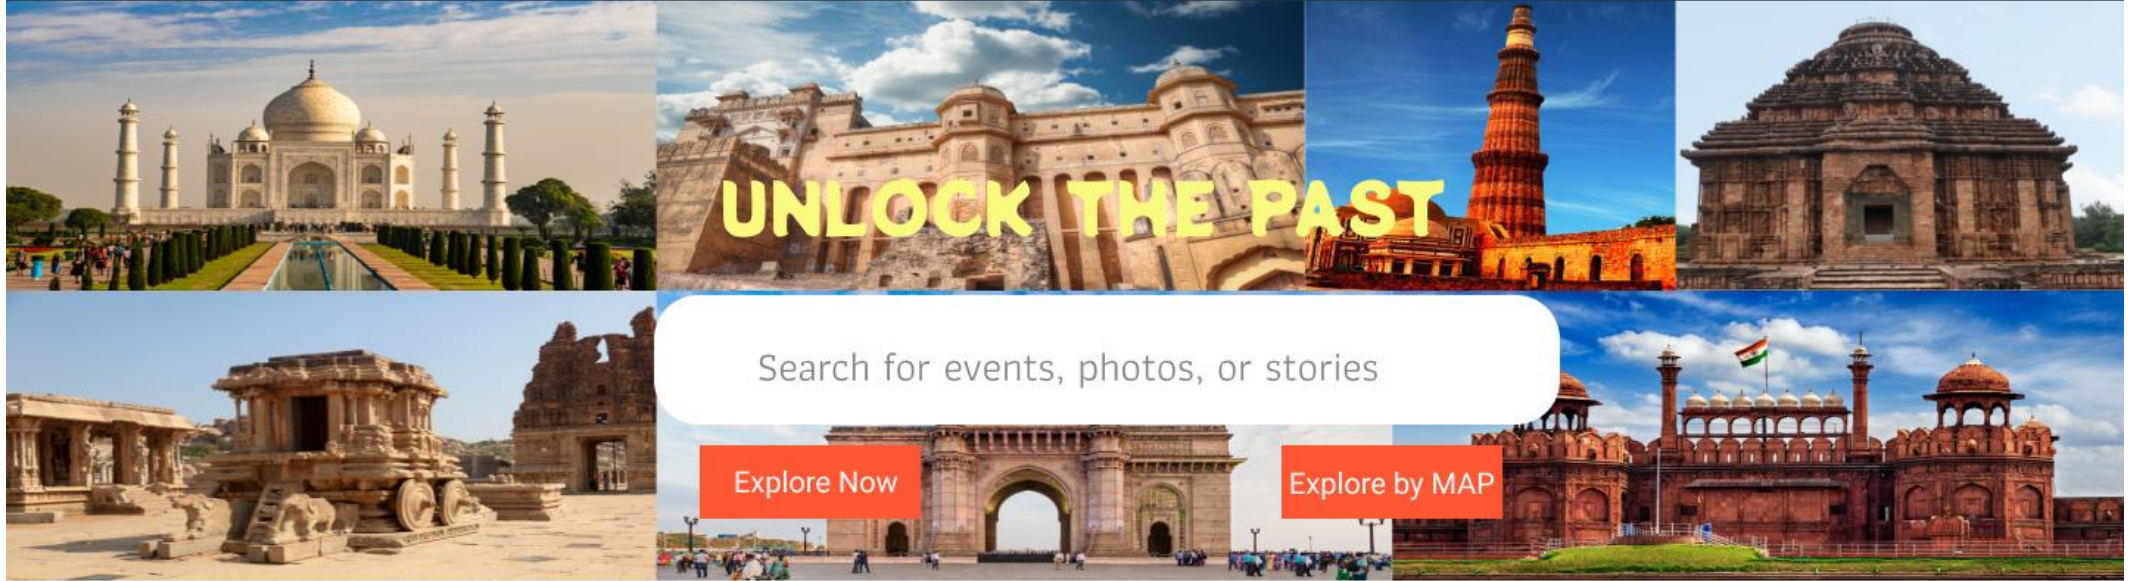 UNLOCK THE PAST
Search for events, photos, or stories
Explore Now
Explore by MAP